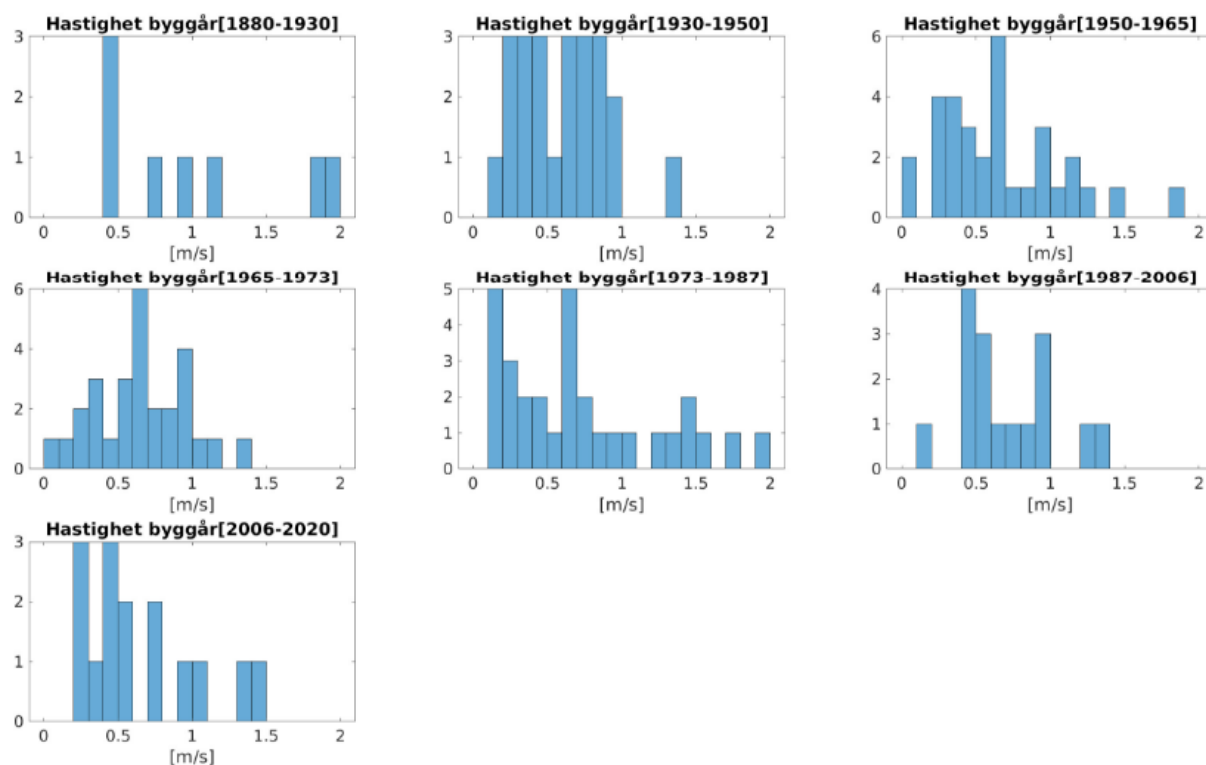 Hastighet byggår[1880-1930]
3
2
1
0
0 0.5 1 1.5 2
[m/s]
Hastighet byggår[1930-1950]
3
2
1
0
0 0.5 1 1.5 2
[m/s]
Hastighet byggår[1950-1965]
6
4
2
0
0 0.5 1 1.5 2
[m/s]
Hastighet byggår[1965-1973]
6
4
2
0
0 0.5 1 1.5 2
[m/s]
Hastighet byggår[1973-1987]
5
4
3
2
1
0
0 0.5 1 1.5 2
[m/s]
Hastighet byggår[1987-2006]
4
3
2
1
0
0 0.5 1 1.5 2
[m/s]
Hastighet byggår[2006-2020]
3
2
1
0
0 0.5 1 1.5 2
[m/s]